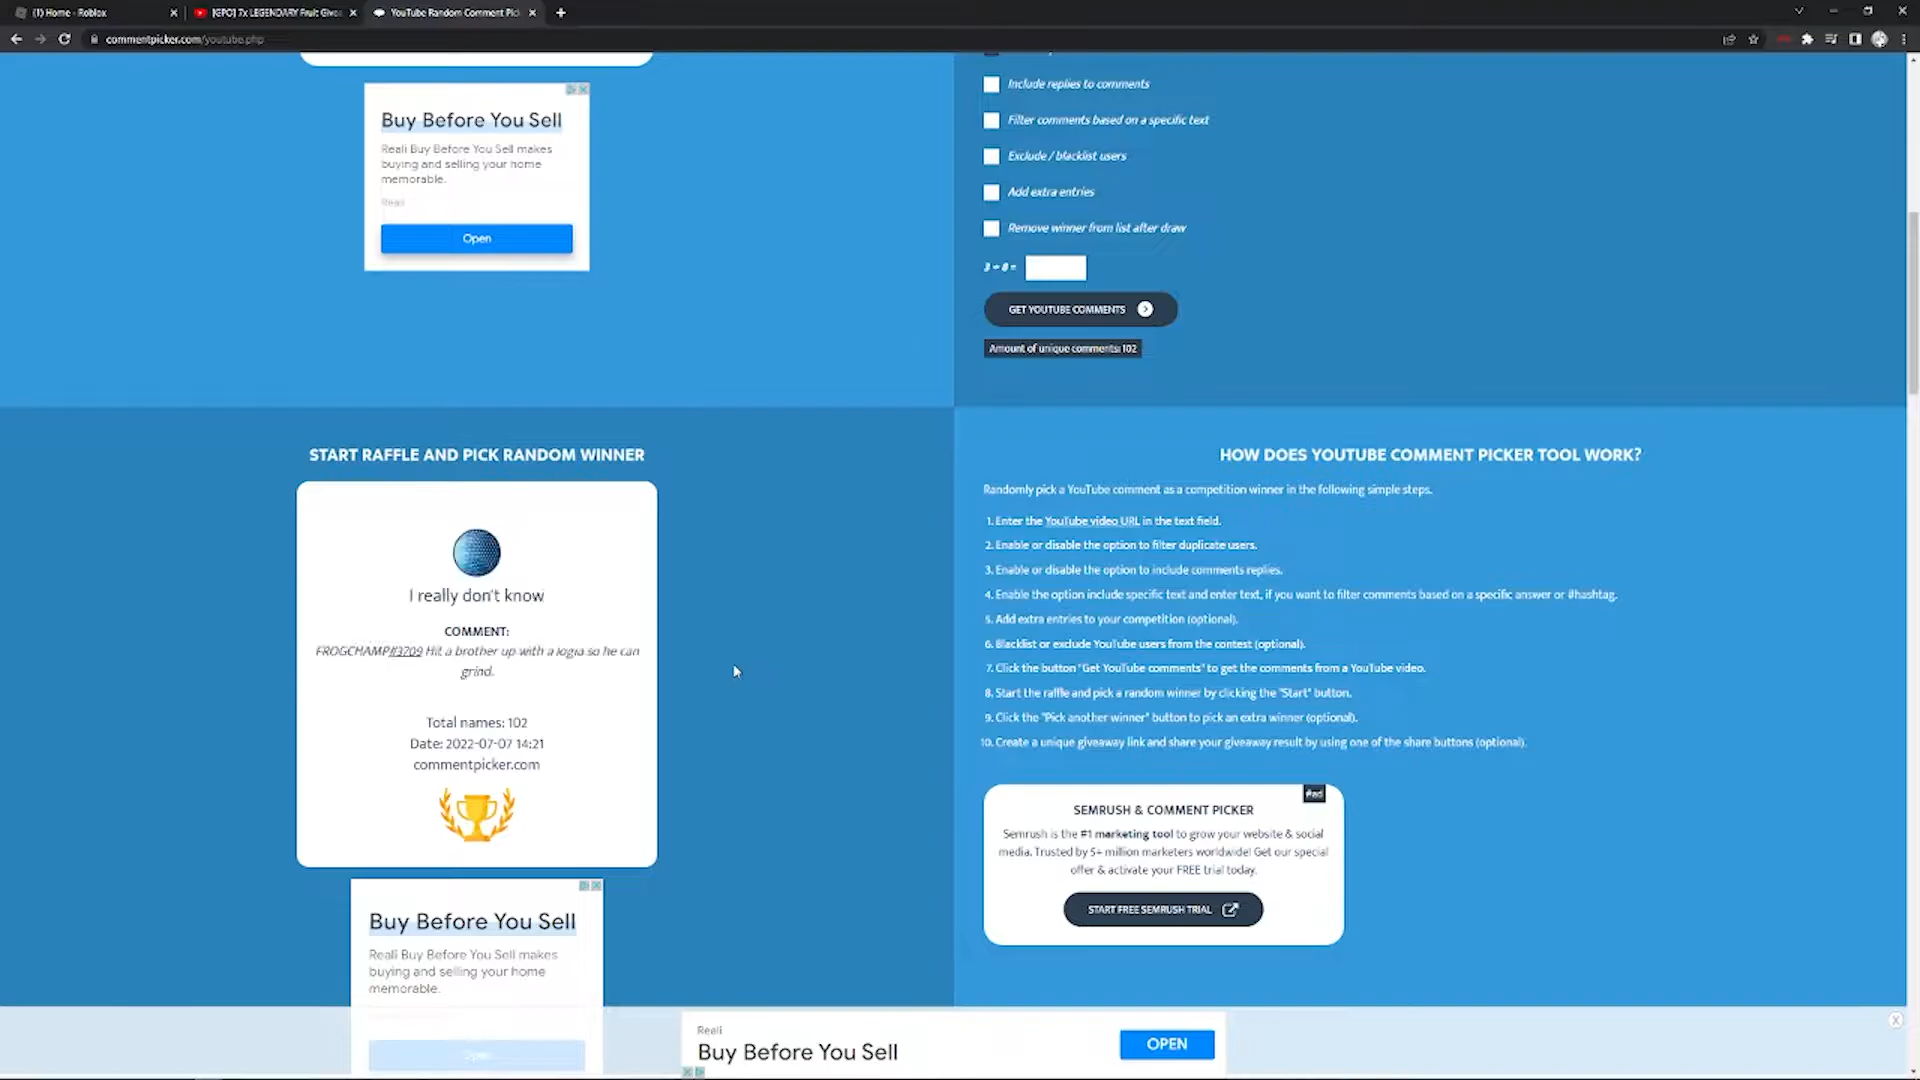 (1) Home - Roblox
[GPO] 7x LEGENDARY Fruit Givea
YouTube Random Comment Pic
commentpicker.com/youtube.php
Buy Before You Sell
Reali Buy Before You Sell makes
buying and selling your home
memorable.
Reali
Open
Include replies to comments
Filter comments based on a specific text
Exclude / blacklist users
Add extra entries
Remove winner from list after draw
GET YOUTUBE COMMENTS
Amount of unique comments: 102
START RAFFLE AND PICK RANDOM WINNER
I really don't know
COMMENT:
FROGCHAMP#3709 Hit a brother up with a logia so he can
grind.
Total names: 102
Date: 2022-07-07 14:21
commentpicker.com
HOW DOES YOUTUBE COMMENT PICKER TOOL WORK?
Randomly pick a YouTube comment as a competition winner in the following simple steps.
1. Enter the YouTube video URL in the text field.
2. Enable or disable the option to filter duplicate users.
3. Enable or disable the option to include comments replies.
4. Enable the option include specific text and enter text, if you want to filter comments based on a specific answer or #hashtag.
5. Add extra entries to your competition (optional).
6. Blacklist or exclude YouTube users from the contest (optional).
7. Click the button "Get YouTube comments" to get the comments from a YouTube video.
8. Start the raffle and pick a random winner by clicking the "Start" button.
9. Click the "Pick another winner" button to pick an extra winner (optional).
10. Create a unique giveaway link and share your giveaway result by using one of the share buttons (optional).
#ad
SEMRUSH & COMMENT PICKER
Semrush is the #1 marketing tool to grow your website & social
media. Trusted by 5+ million marketers worldwide! Get our special
offer & activate your FREE trial today.
START FREE SEMRUSH TRIAL
Buy Before You Sell
Reali Buy Before You Sell makes
buying and selling your home
memorable.
Open
Reali
Buy Before You Sell
OPEN